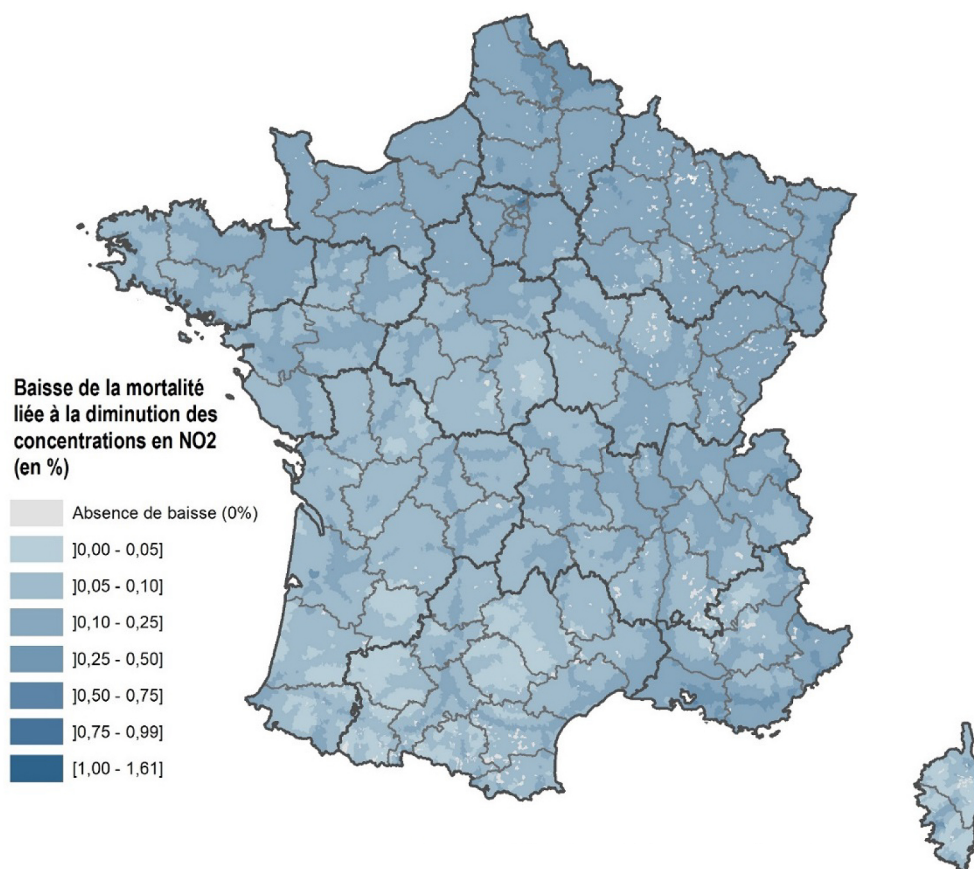 Baisse de la mortalité
liée à la diminution des
concentrations en NO2
(en %)
Absence de baisse (0%)
]0,00 - 0,05]
]0,05 - 0,10]
]0,10 - 0,25]
]0,25 - 0,50]
]0,50 - 0,75]
]0,75 - 0,99]
[1,00 - 1,61]